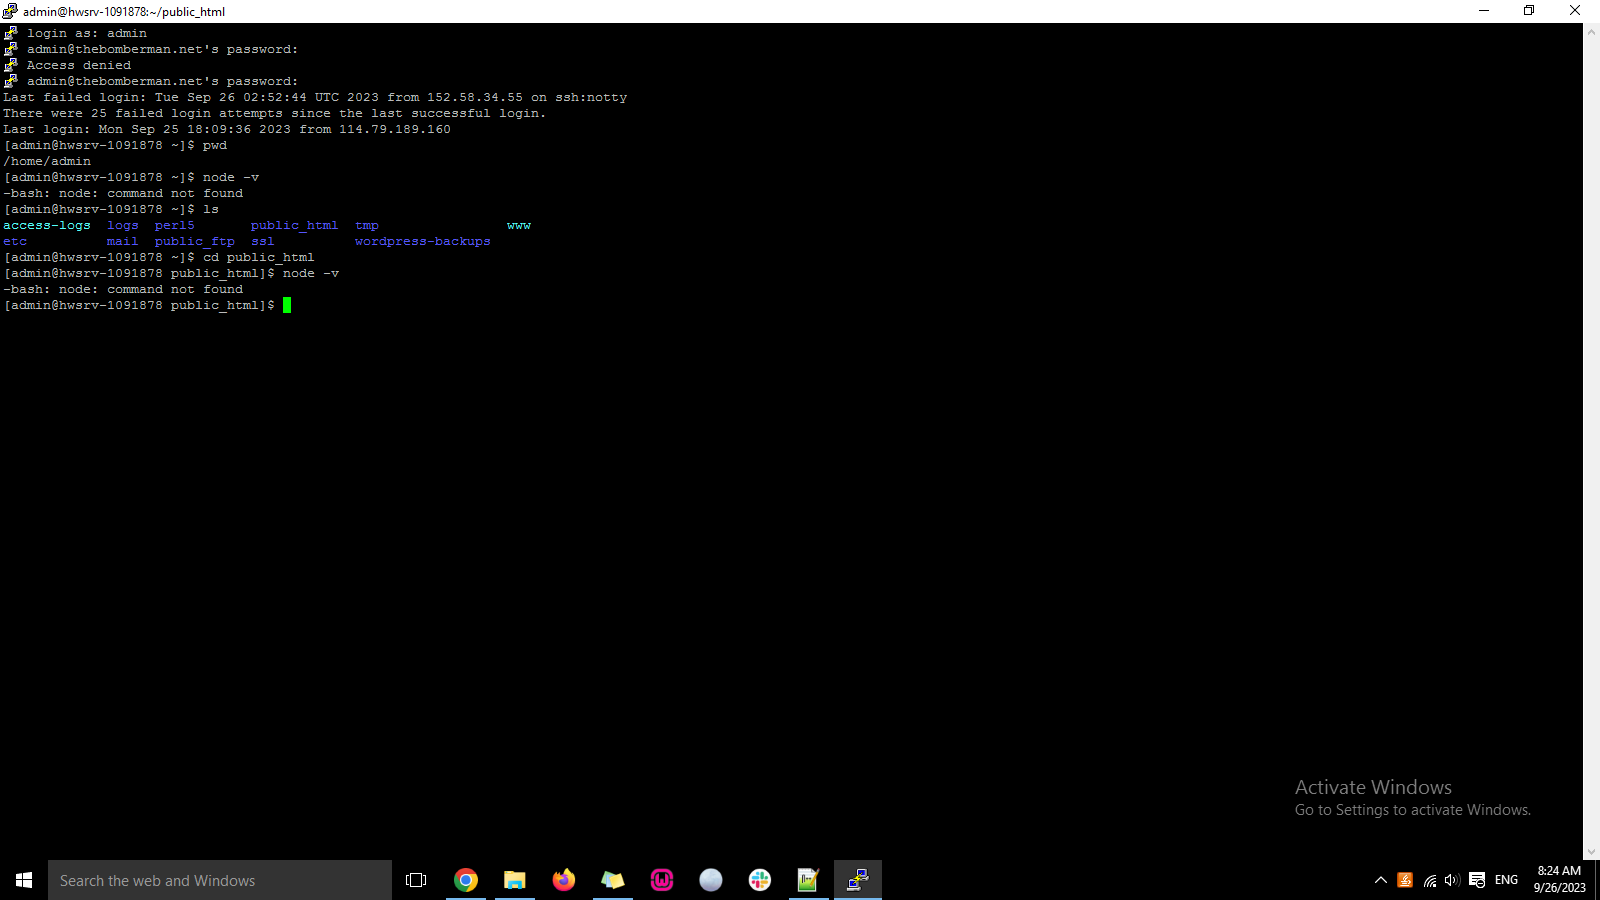 admin@hwsrv-1091878:~/public_html
login as: admin
admin@thebomberman.net's password:
Access denied
admin@thebomberman.net's password:
Last failed login: Tue Sep 26 02:52:44 UTC 2023 from 152.58.34.55 on ssh:notty
There were 25 failed login attempts since the last successful login.
Last login: Mon Sep 25 18:09:36 2023 from 114.79.189.160
[admin@hwsrv-1091878 ~]$ pwd
/home/admin
[admin@hwsrv-1091878 ~]$ node -v
-bash: node: command not found
[admin@hwsrv-1091878 ~]$ ls
access-logs logs perl5 public_html tmp www
etc mail public_ftp ssl wordpress-backups
[admin@hwsrv-1091878 ~]$ cd public_html
[admin@hwsrv-1091878 public_html]$ node -v
-bash: node: command not found
[admin@hwsrv-1091878 public_html]$
Activate Windows
Go to Settings to activate Windows.
Search the web and Windows
ENG
8:24 AM
9/26/2023